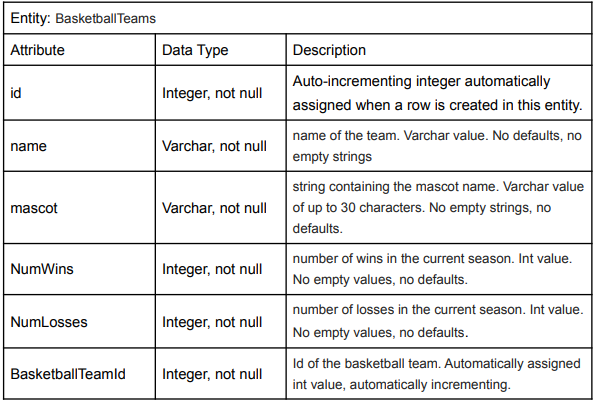 Entity: BasketballTeams
Attribute Data Type Description
id Integer, not null Auto-incrementing integer automatically
assigned when a row is created in this entity.
name Varchar, not null name of the team. Varchar value. No defaults, no
empty strings
mascot Varchar, not null string containing the mascot name. Varchar value
of up to 30 characters. No empty strings, no
defaults.
NumWins Integer, not null number of wins in the current season. Int value.
No empty values, no defaults.
NumLosses Integer, not null number of losses in the current season. Int value.
No empty values, no defaults.
BasketballTeamId Integer, not null Id of the basketball team. Automatically assigned
int value, automatically incrementing.